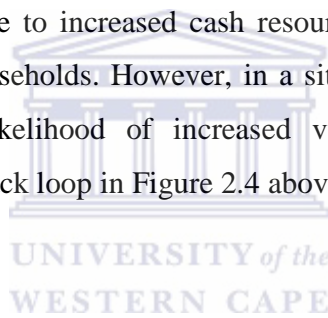 e to increased cash resour
seholds. However, in a sit
kelihood of increased v
ck loop in Figure 2.4 above
UNIVERSITY of the
WESTERN CAPE